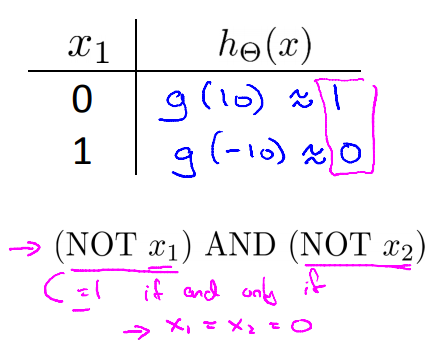 x₁ h_Θ(x)
0 g(10) ≈ 1
1 g(-10) ≈ 0
→ (NOT x₁) AND (NOT x₂)
=1 if and only if
→ x₁ = x₂ = 0